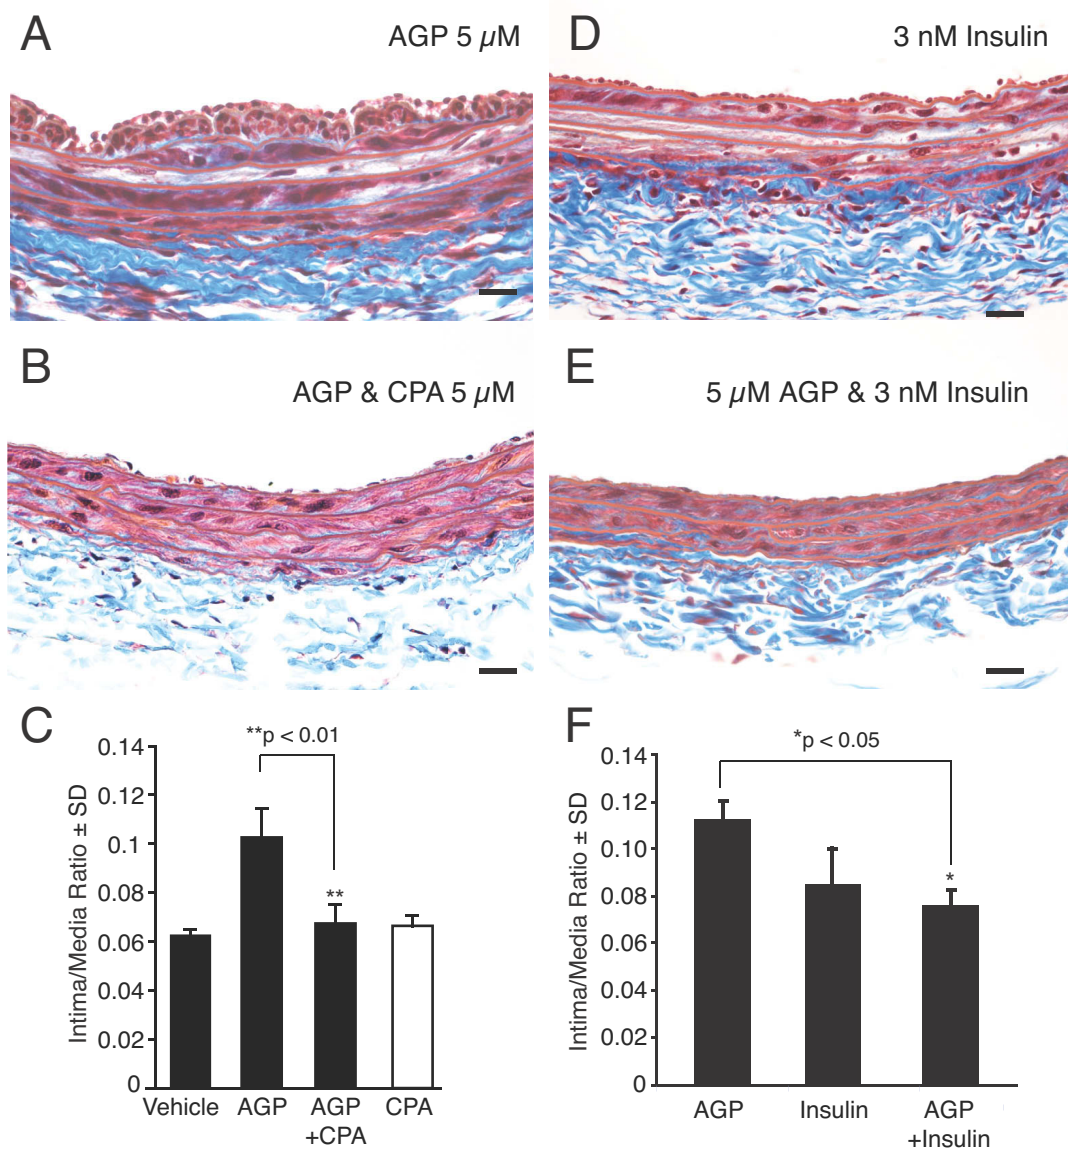 A
AGP 5 µM
D
3 nM Insulin
B
AGP & CPA 5 µM
E
5 µM AGP & 3 nM Insulin
C
**p < 0.01
Intima/Media Ratio ± SD
0.14
0.12
0.1
0.08
0.06
0.04
0.02
0
**
Vehicle
AGP
AGP
+CPA
CPA
F
*p < 0.05
Intima/Media Ratio ± SD
0.14
0.12
0.10
0.08
0.06
0.04
0.02
0
*
AGP
Insulin
AGP
+Insulin